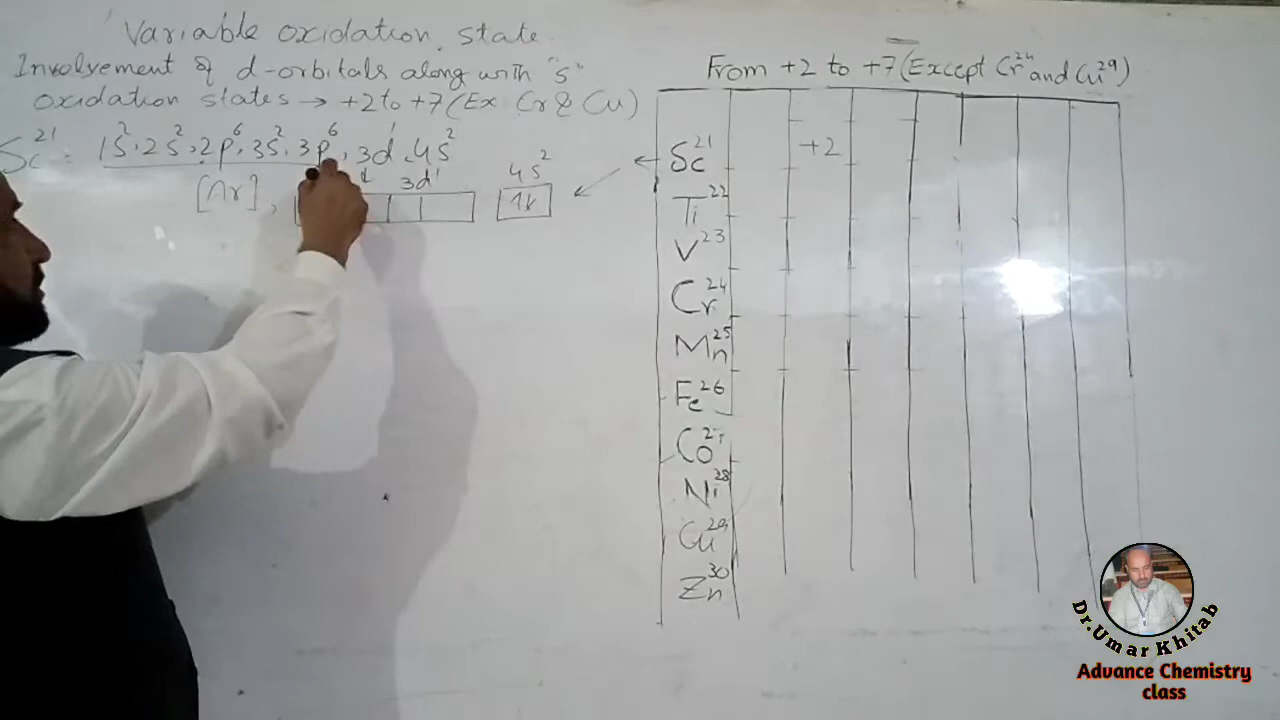 Variable oxidation state
Involvement of d-orbitals along with "s"
oxidation states → +2 to +7 (Ex Cr & Cu)
Sc²¹ = 1s², 2s², 2p⁶, 3s², 3p⁶, 3d¹, 4s²
[Ar], 3d¹ 4s²
1↓
From +2 to +7 (Except Cr²⁴ and Cu²⁹)
Sc²¹ +2
Ti²²
V²³
Cr²⁴
Mn²⁵
Fe²⁶
Co²⁷
Ni²⁸
Cu²⁹
Zn³⁰
Dr.Umar Khitab
Advance Chemistry
class